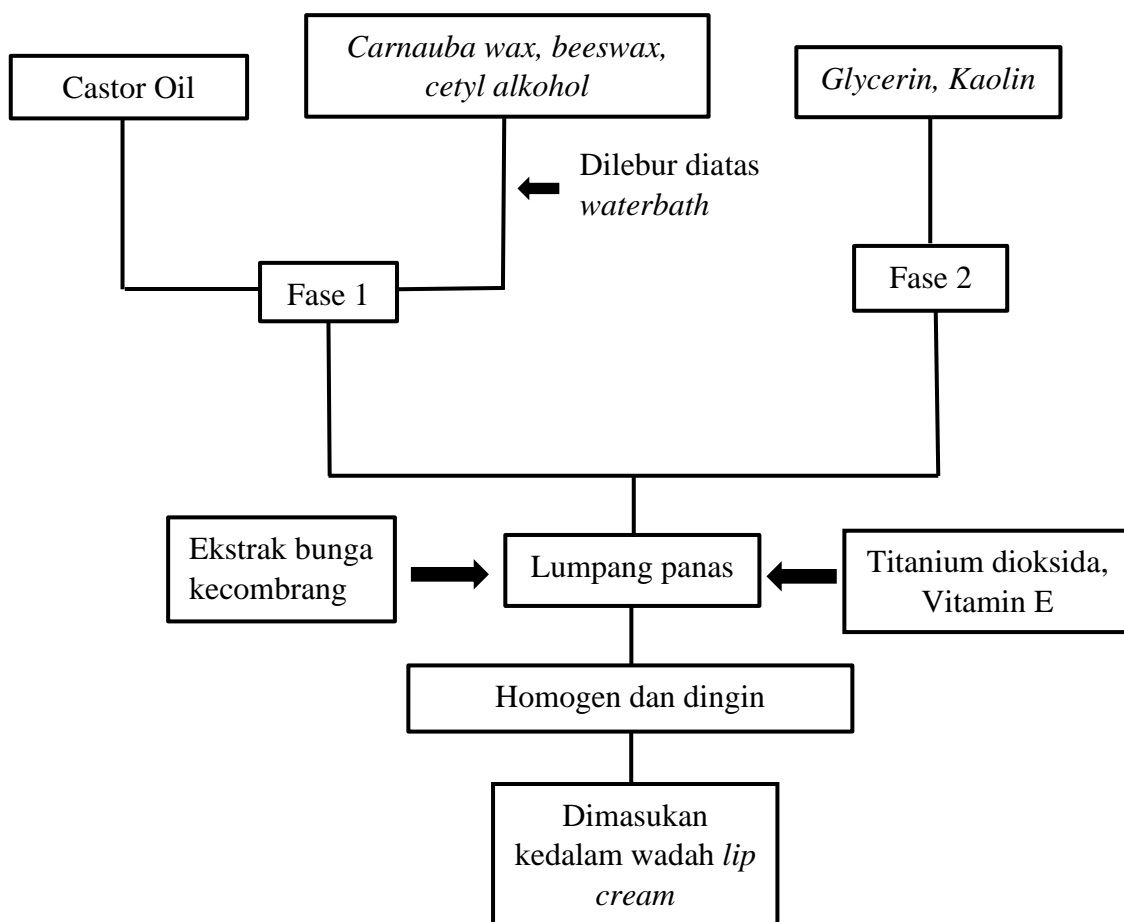 Castor Oil
Carnauba wax, beeswax,
cetyl alkohol
Glycerin, Kaolin
Dilebur diatas
waterbath
Fase 1
Fase 2
Ekstrak bunga
kecombrang
Lumpang panas
Titanium dioksida,
Vitamin E
Homogen dan dingin
Dimasukan
kedalam wadah lip
cream